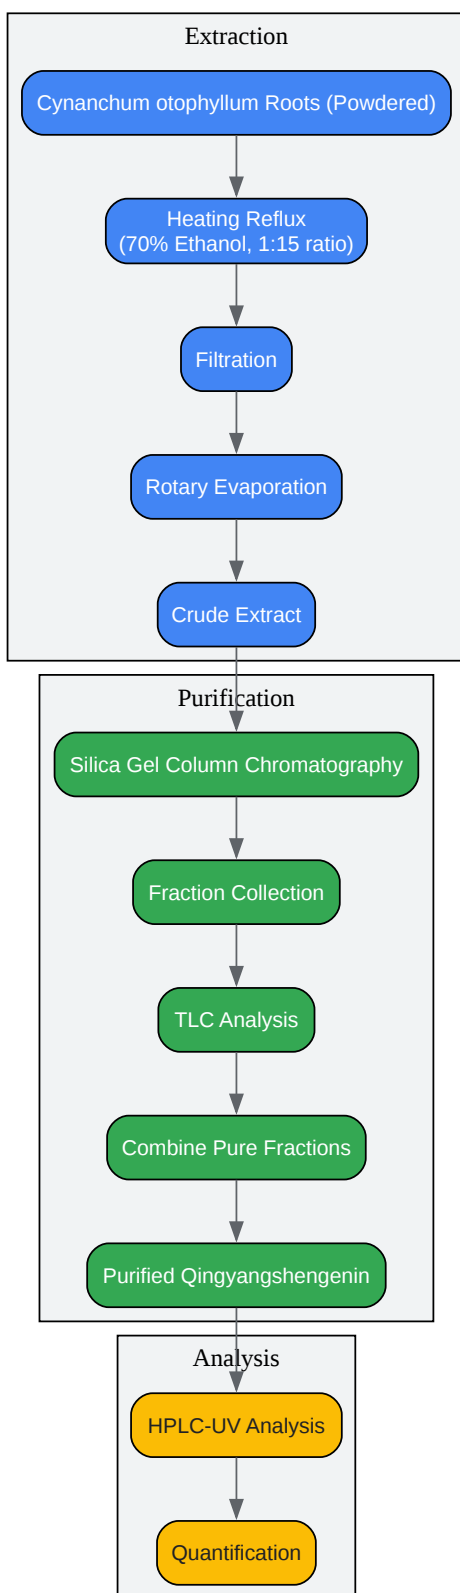 Extraction
Cynanchum otophyllum Roots (Powdered)
Heating Reflux
(70% Ethanol, 1:15 ratio)
Filtration
Rotary Evaporation
Crude Extract
Purification
Silica Gel Column Chromatography
Fraction Collection
TLC Analysis
Combine Pure Fractions
Purified Qingyangshengenin
Analysis
HPLC-UV Analysis
Quantification